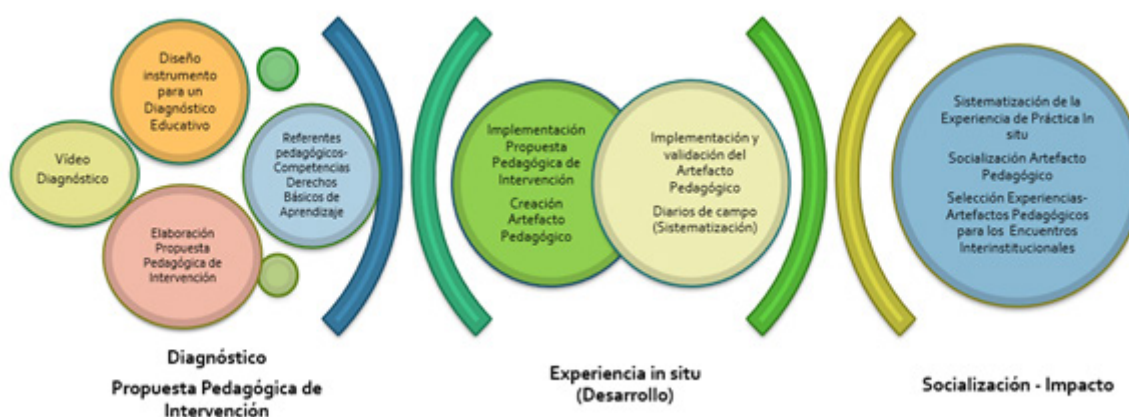 Diseño
instrumento
para un
Diagnóstico
Educativo
Vídeo
Diagnóstico
Referentes
pedagógicos-
Competencias
Derechos
Básicos de
Aprendizaje
Elaboración
Propuesta
Pedagógica de
Intervención
Diagnóstico
Propuesta Pedagógica de
Intervención
Implementación
Propuesta
Pedagógica de
Intervención
Creación
Artefacto
Pedagógico
Implementación y
validación del
Artefacto
Pedagógico
Diarios de campo
(Sistematización)
Experiencia in situ
(Desarrollo)
Sistematización de la
Experiencia de Práctica In
situ
Socialización Artefacto
Pedagógico
Selección Experiencias-
Artefactos Pedagógicos
para los Encuentros
Interinstitucionales
Socialización - Impacto